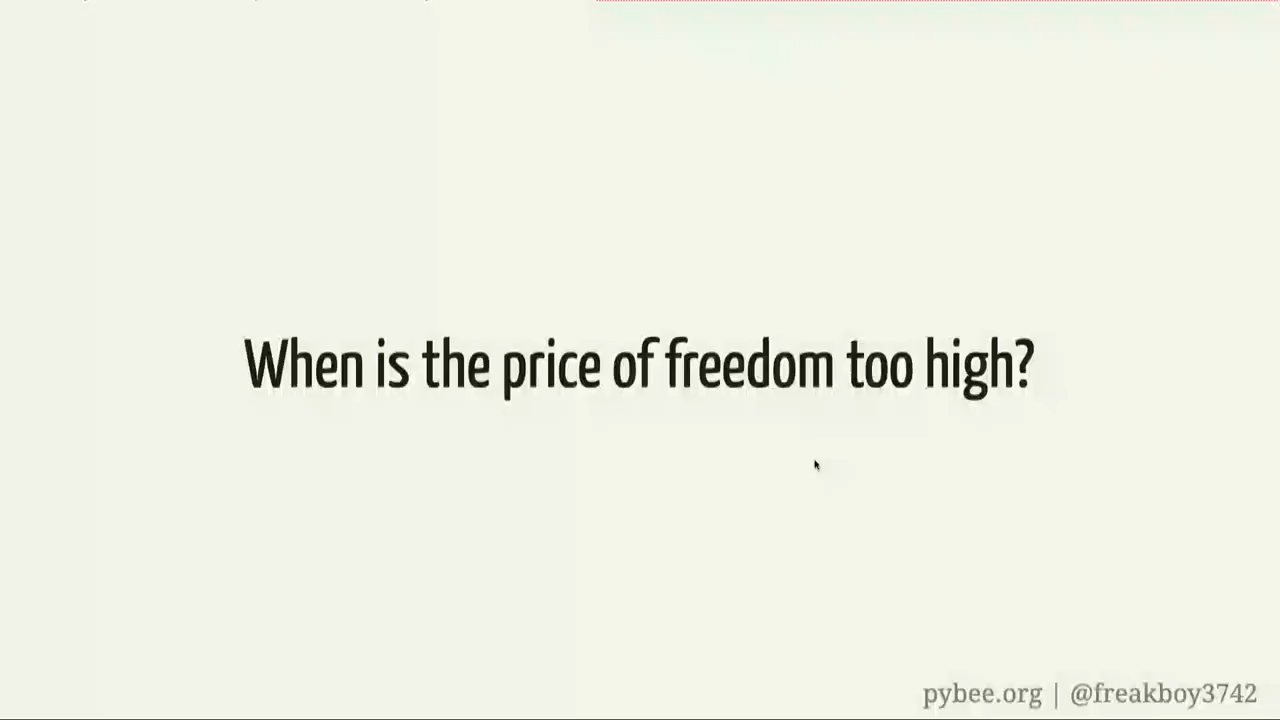 When is the price of freedom too high?
pybee.org | @freakboy3742